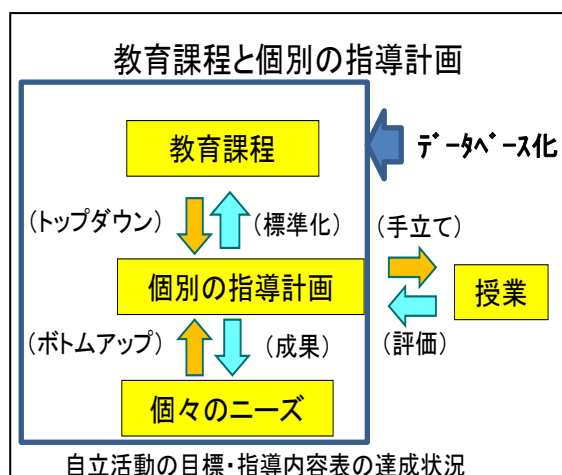 教育課程と個別の指導計画
教育課程
データベース化
(トップダウン)
(標準化)
(手立て)
個別の指導計画
授業
(ボトムアップ)
(成果)
(評価)
個々のニーズ
自立活動の目標・指導内容表の達成状況